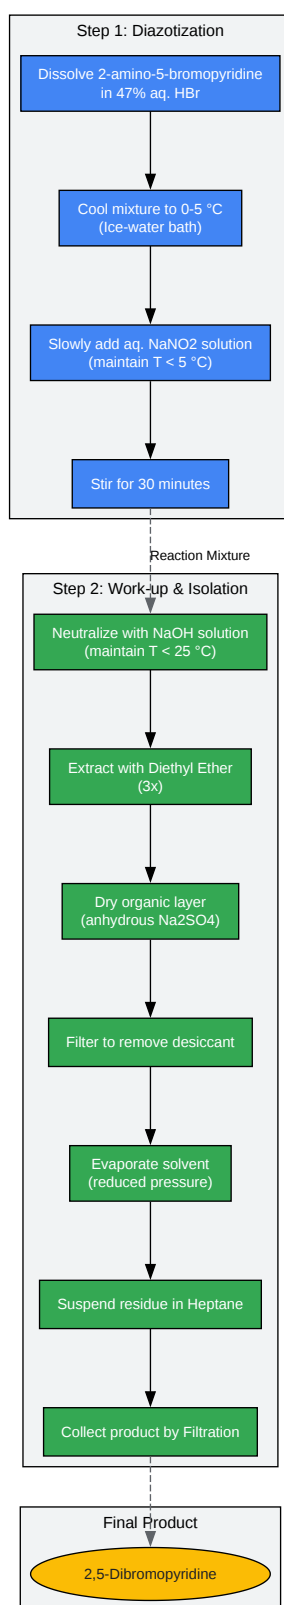 Step 1: Diazotization
Dissolve 2-amino-5-bromopyridine
in 47% aq. HBr
Cool mixture to 0-5 °C
(Ice-water bath)
Slowly add aq. NaNO2 solution
(maintain T < 5 °C)
Stir for 30 minutes
Reaction Mixture
Step 2: Work-up & Isolation
Neutralize with NaOH solution
(maintain T < 25 °C)
Extract with Diethyl Ether
(3x)
Dry organic layer
(anhydrous Na2SO4)
Filter to remove desiccant
Evaporate solvent
(reduced pressure)
Suspend residue in Heptane
Collect product by Filtration
Final Product
2,5-Dibromopyridine